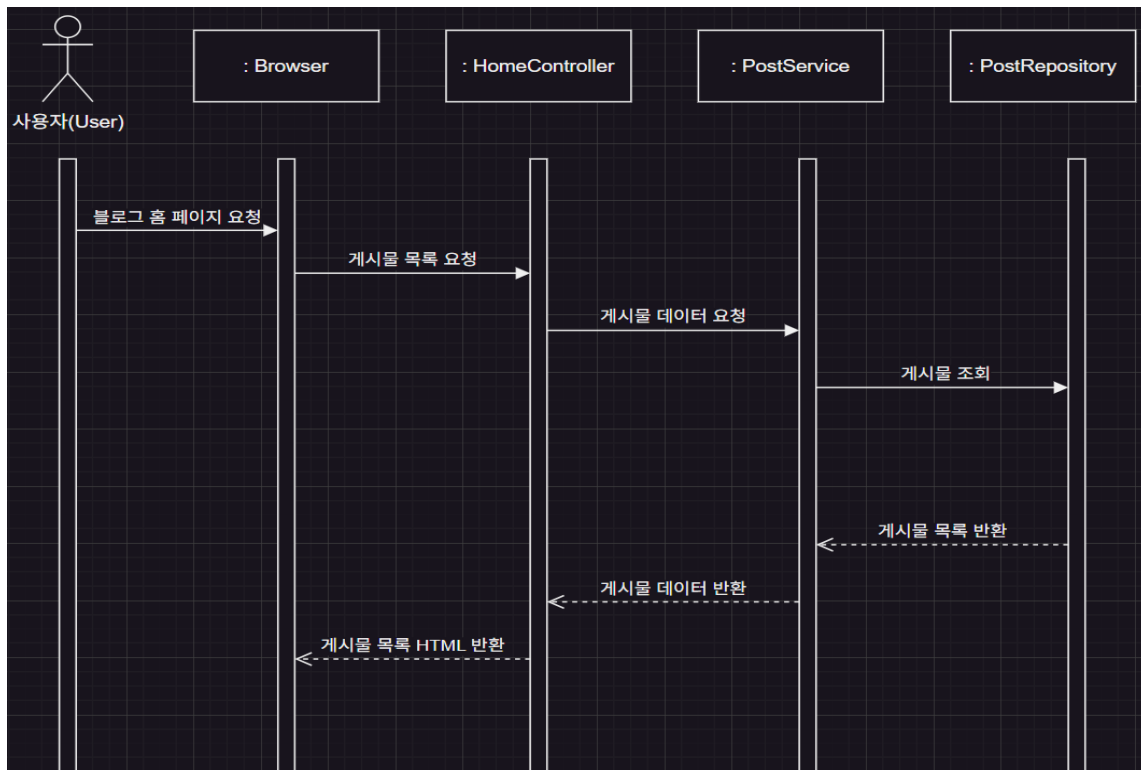 : Browser
: HomeController
: PostService
: PostRepository
사용자(User)
블로그 홈 페이지 요청
게시물 목록 요청
게시물 데이터 요청
게시물 조회
게시물 목록 반환
게시물 데이터 반환
게시물 목록 HTML 반환